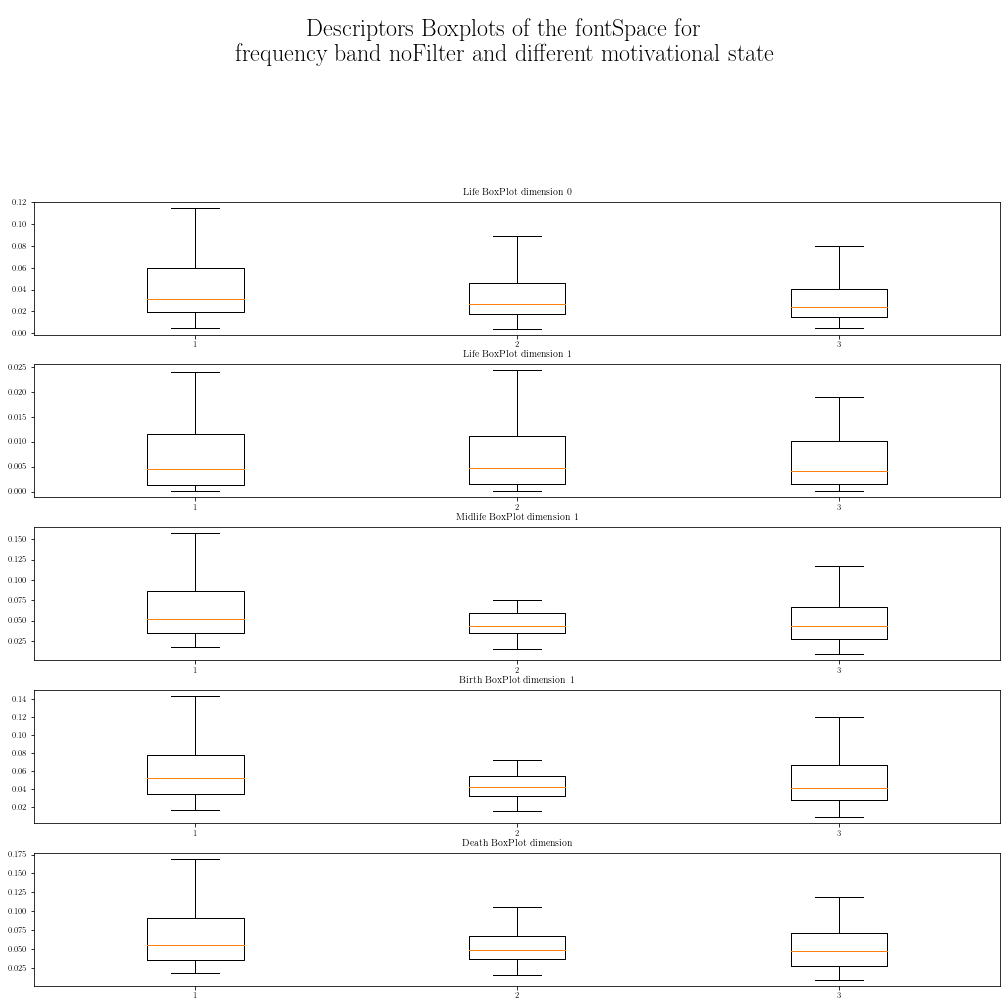 Descriptors Boxplots of the fontSpace for
frequency band noFilter and different motivational state
Life BoxPlot dimension 0
0.12
0.10
0.08
0.06
0.04
0.02
0.00
1 2 3
Life BoxPlot dimension 1
0.025
0.020
0.015
0.010
0.005
0.000
1 2 3
Midlife BoxPlot dimension 1
0.150
0.125
0.100
0.075
0.050
0.025
1 2 3
Birth BoxPlot dimension 1
0.14
0.12
0.10
0.08
0.06
0.04
0.02
1 2 3
Death BoxPlot dimension
0.175
0.150
0.125
0.100
0.075
0.050
0.025
1 2 3